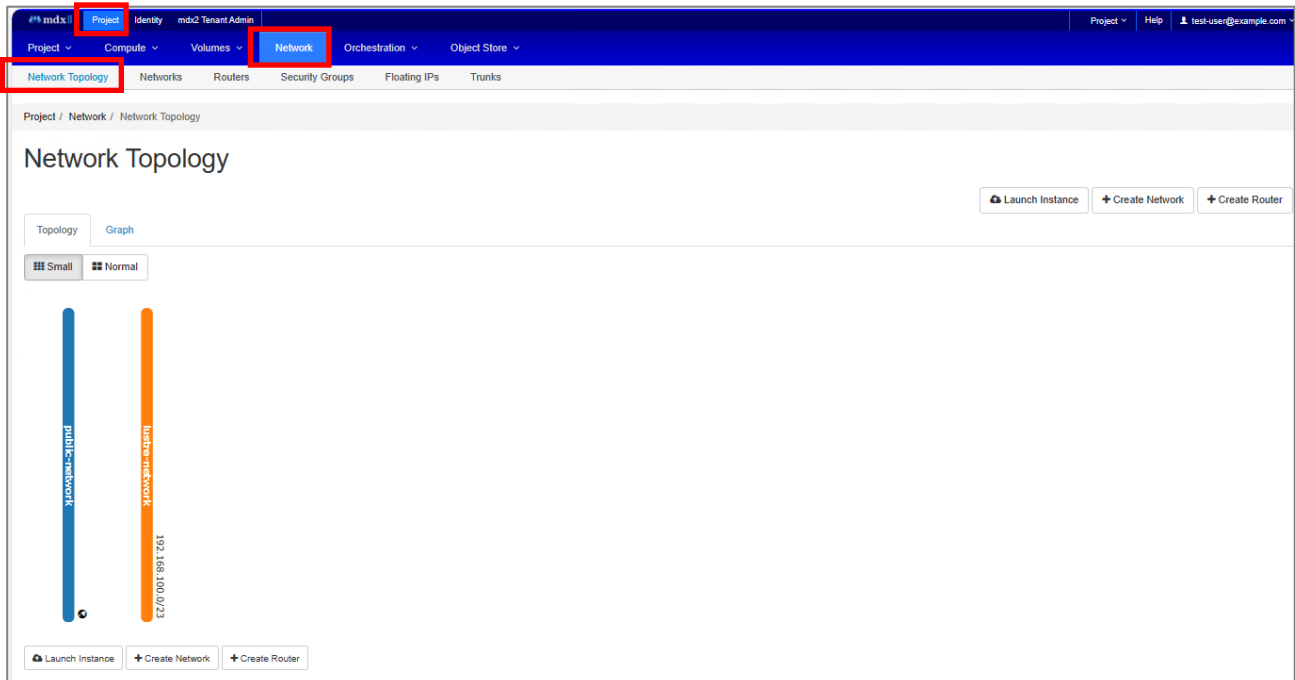 mdx II Project Identity mdx2 Tenant Admin Project Help test-user@example.com
Project Compute Volumes Network Orchestration Object Store
Network Topology Networks Routers Security Groups Floating IPs Trunks
Project / Network / Network Topology
Network Topology
Launch Instance + Create Network + Create Router
Topology Graph
Small Normal
public-network
lustre-network
192.168.100.0/23
Launch Instance + Create Network + Create Router